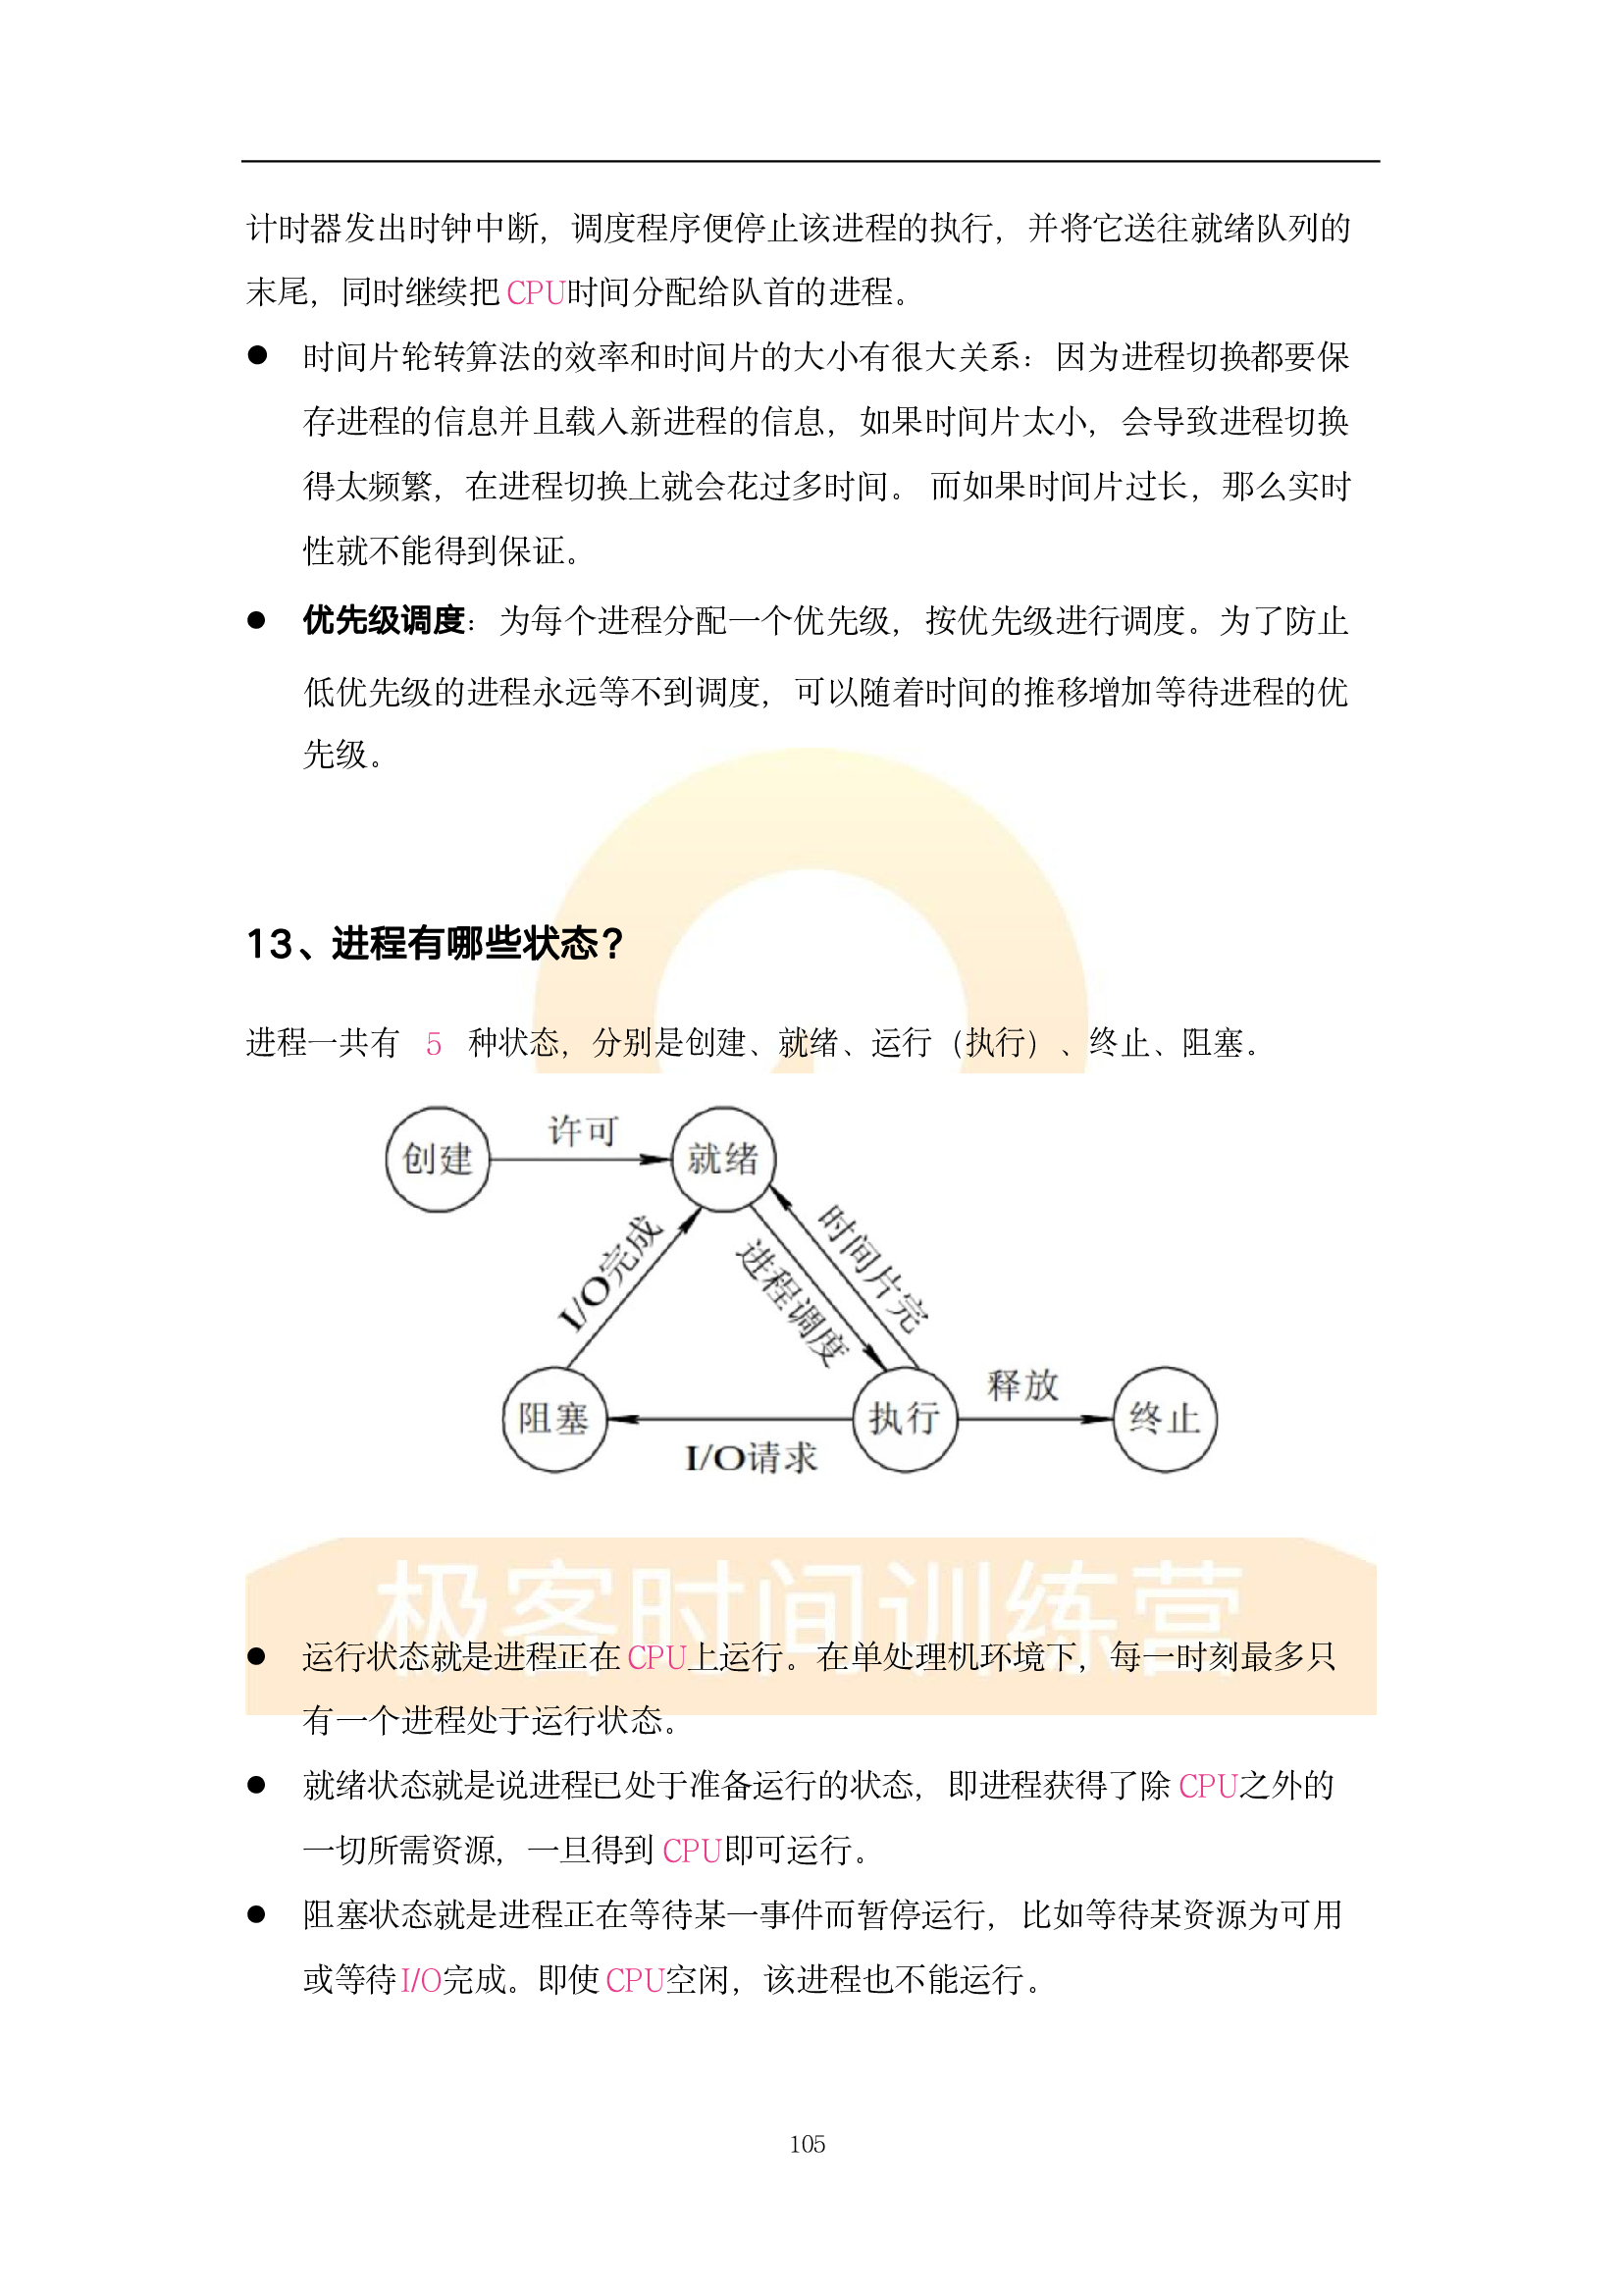 计时器发出时钟中断，调度程序便停止该进程的执行，并将它送往就绪队列的
末尾，同时继续把 CPU时间分配给队首的进程。
● 时间片轮转算法的效率和时间片的大小有很大关系：因为进程切换都要保
存进程的信息并且载入新进程的信息，如果时间片太小，会导致进程切换
得太频繁，在进程切换上就会花过多时间。 而如果时间片过长，那么实时
性就不能得到保证。
● 优先级调度：为每个进程分配一个优先级，按优先级进行调度。为了防止
低优先级的进程永远等不到调度，可以随着时间的推移增加等待进程的优
先级。
13、进程有哪些状态？
进程一共有 5 种状态，分别是创建、就绪、运行（执行）、终止、阻塞。
创建
许可
就绪
I/O完成
进程调度
时间片完
阻塞
I/O请求
执行
释放
终止
极客时间训练营
● 运行状态就是进程正在 CPU上运行。在单处理机环境下，每一时刻最多只
有一个进程处于运行状态。
● 就绪状态就是说进程已处于准备运行的状态，即进程获得了除 CPU之外的
一切所需资源，一旦得到 CPU即可运行。
● 阻塞状态就是进程正在等待某一事件而暂停运行，比如等待某资源为可用
或等待 I/O完成。即使 CPU空闲，该进程也不能运行。
105